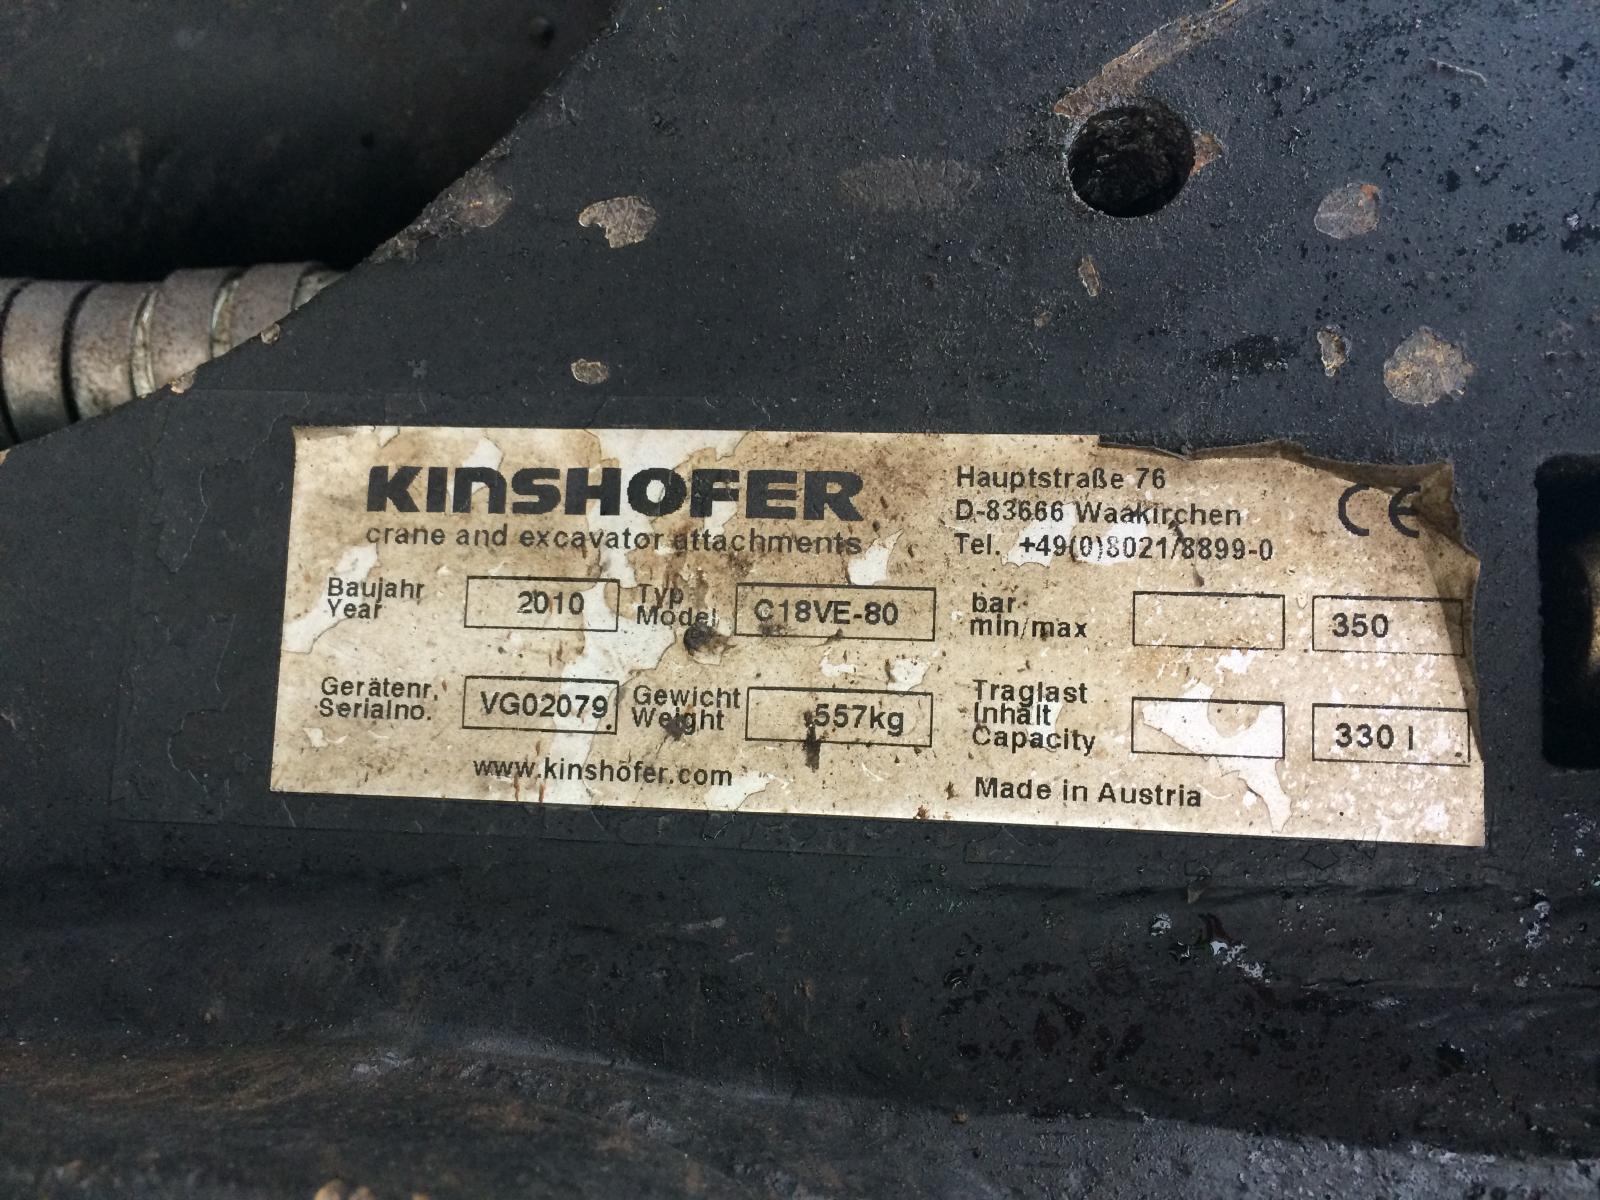 KINSHOFER
crane and excavator attachments
Hauptstraße 76
D-83666 Waakirchen
Tel. +49(0)8021/8899-0
CE
Baujahr
Year
2010
Typ
Model
C18VE-80
bar
min/max
350
Gerätenr.
Serialno.
VG02079
Gewicht
Weight
557kg
Traglast
Inhalt
Capacity
330 l
www.kinshofer.com
Made in Austria